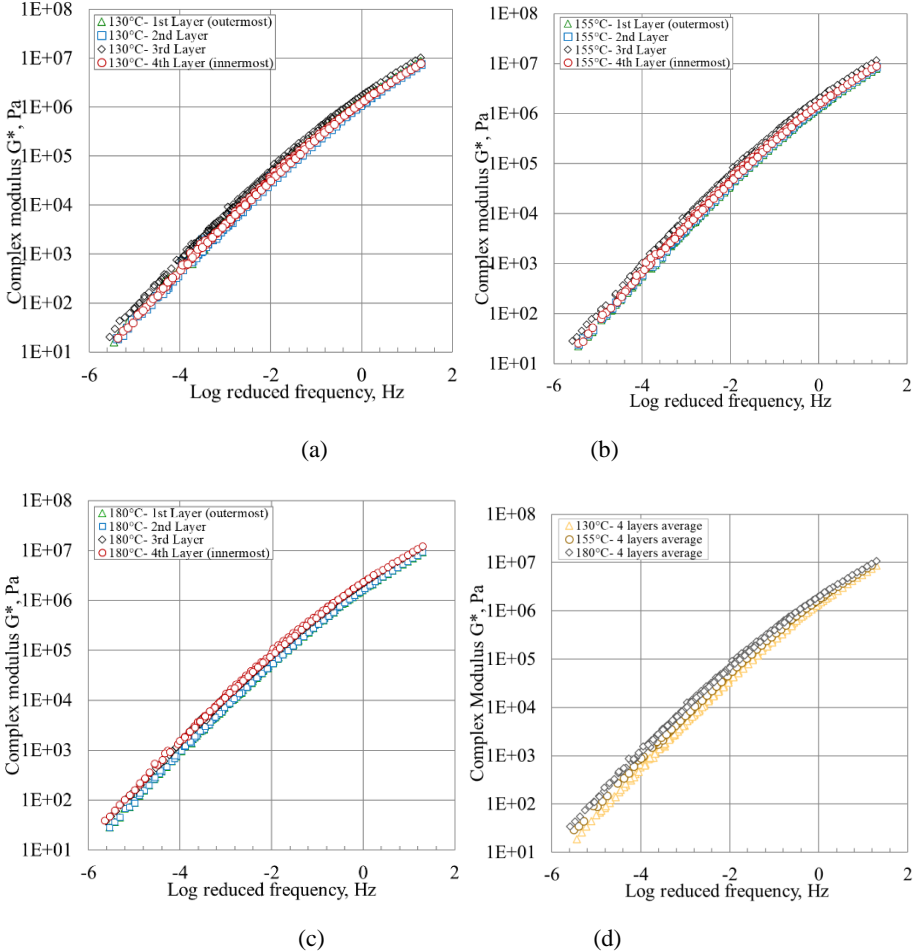 1E+08
1E+07
1E+06
1E+05
1E+04
1E+03
1E+02
1E+01
Complex modulus G*, Pa
△ 130°C- 1st Layer (outermost)
□ 130°C- 2nd Layer
◇ 130°C- 3rd Layer
○ 130°C- 4th Layer (innermost)
-6 -4 -2 0 2
Log reduced frequency, Hz
(a)
1E+08
1E+07
1E+06
1E+05
1E+04
1E+03
1E+02
1E+01
Complex modulus G*, Pa
△ 155°C- 1st Layer (outermost)
□ 155°C- 2nd Layer
◇ 155°C- 3rd Layer
○ 155°C- 4th Layer (innermost)
-6 -4 -2 0 2
Log reduced frequency, Hz
(b)
1E+08
1E+07
1E+06
1E+05
1E+04
1E+03
1E+02
1E+01
Complex modulus G*, Pa
△ 180°C- 1st Layer (outermost)
□ 180°C- 2nd Layer
◇ 180°C- 3rd Layer
○ 180°C- 4th Layer (innermost)
-6 -4 -2 0 2
Log reduced frequency, Hz
(c)
1E+08
1E+07
1E+06
1E+05
1E+04
1E+03
1E+02
1E+01
Complex Modulus G*, Pa
△ 130°C- 4 layers average
○ 155°C- 4 layers average
◇ 180°C- 4 layers average
-6 -4 -2 0 2
Log reduced frequency, Hz
(d)